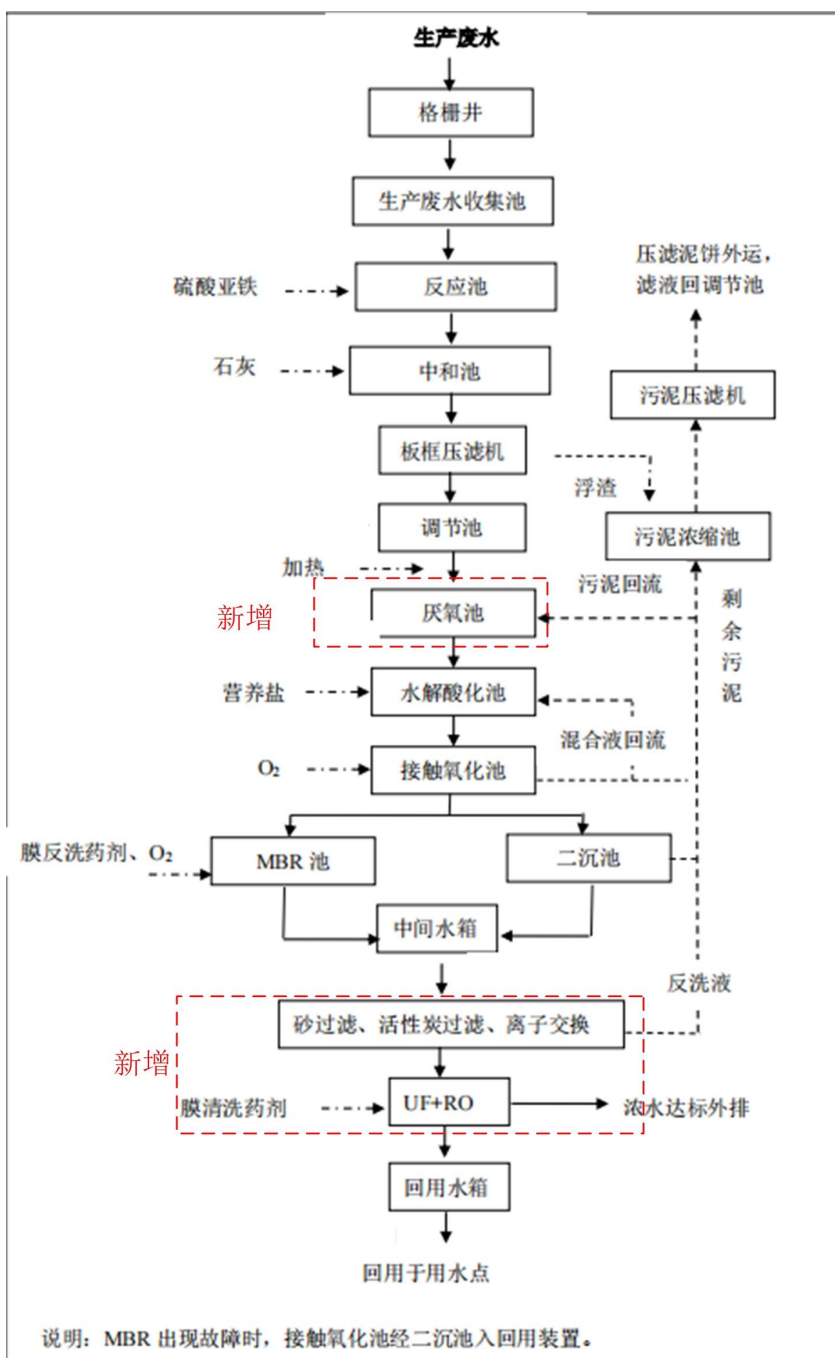 生产废水
格栅井
生产废水收集池
压滤泥饼外运，
滤液回调节池
硫酸亚铁
反应池
石灰
中和池
污泥压滤机
板框压滤机
浮渣
调节池
污泥浓缩池
加热
污泥回流
剩余污泥
新增
厌氧池
营养盐
水解酸化池
混合液回流
O₂
接触氧化池
膜反洗药剂、O₂
MBR 池
二沉池
中间水箱
反洗液
砂过滤、活性炭过滤、离子交换
新增
膜清洗药剂
UF+RO
浓水达标外排
回用水箱
回用于用水点
说明：MBR 出现故障时，接触氧化池经二沉池入回用装置。